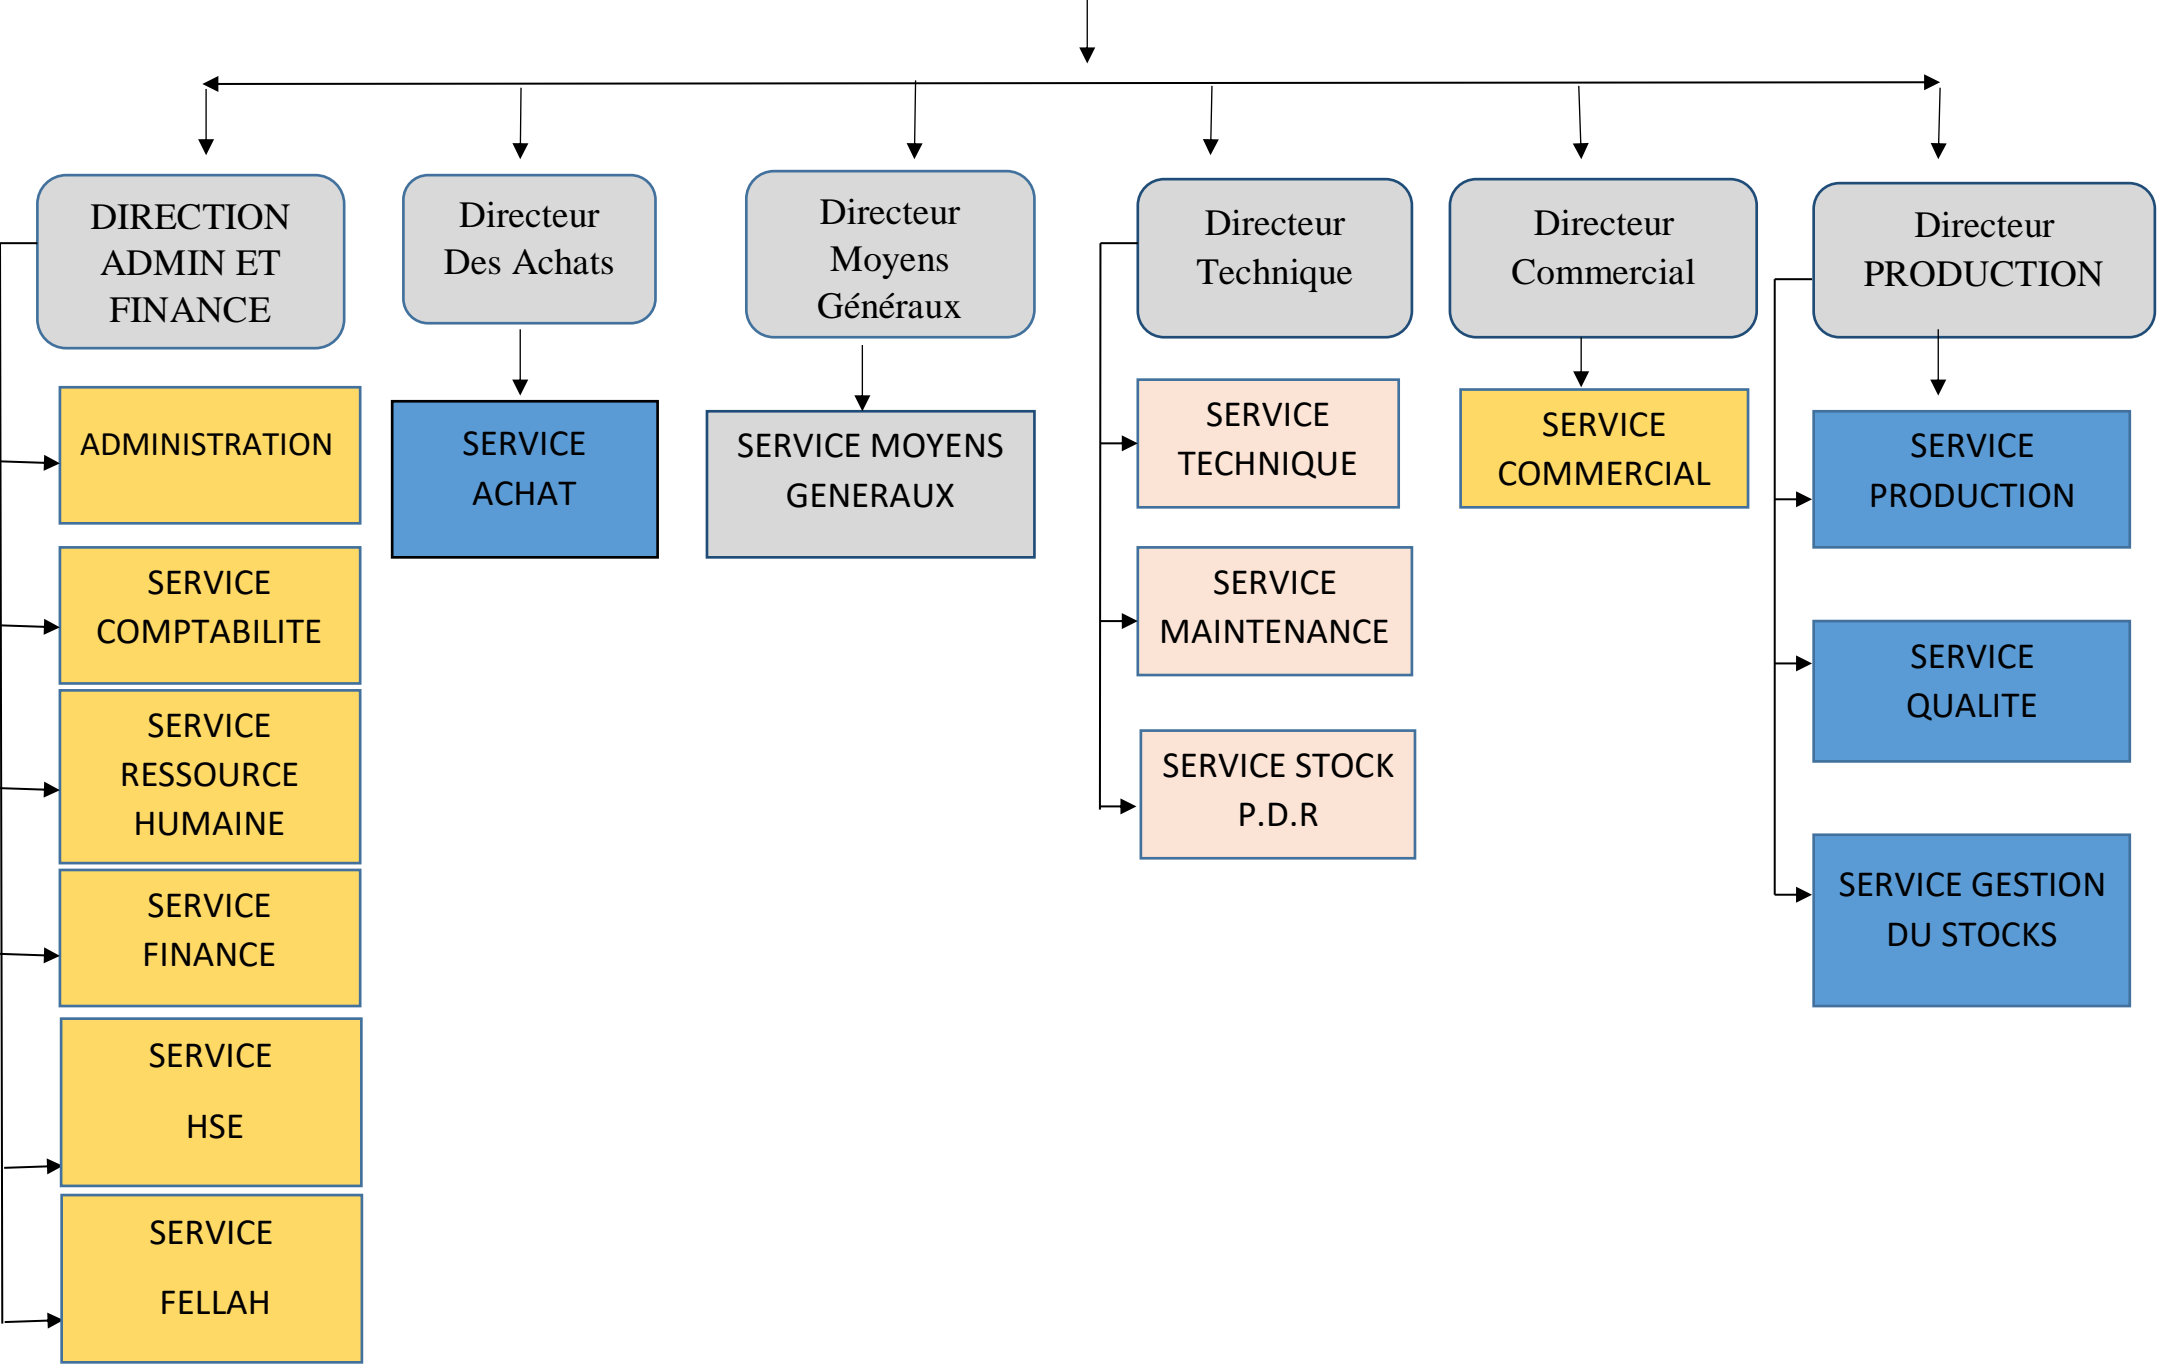 DIRECTION
ADMIN ET
FINANCE
Directeur
Des Achats
Directeur
Moyens
Généraux
Directeur
Technique
Directeur
Commercial
Directeur
PRODUCTION
ADMINISTRATION
SERVICE
COMPTABILITE
SERVICE
RESSOURCE
HUMAINE
SERVICE
FINANCE
SERVICE
HSE
SERVICE
FELLAH
SERVICE
ACHAT
SERVICE MOYENS
GENERAUX
SERVICE
TECHNIQUE
SERVICE
MAINTENANCE
SERVICE STOCK
P.D.R
SERVICE
COMMERCIAL
SERVICE
PRODUCTION
SERVICE
QUALITE
SERVICE GESTION
DU STOCKS